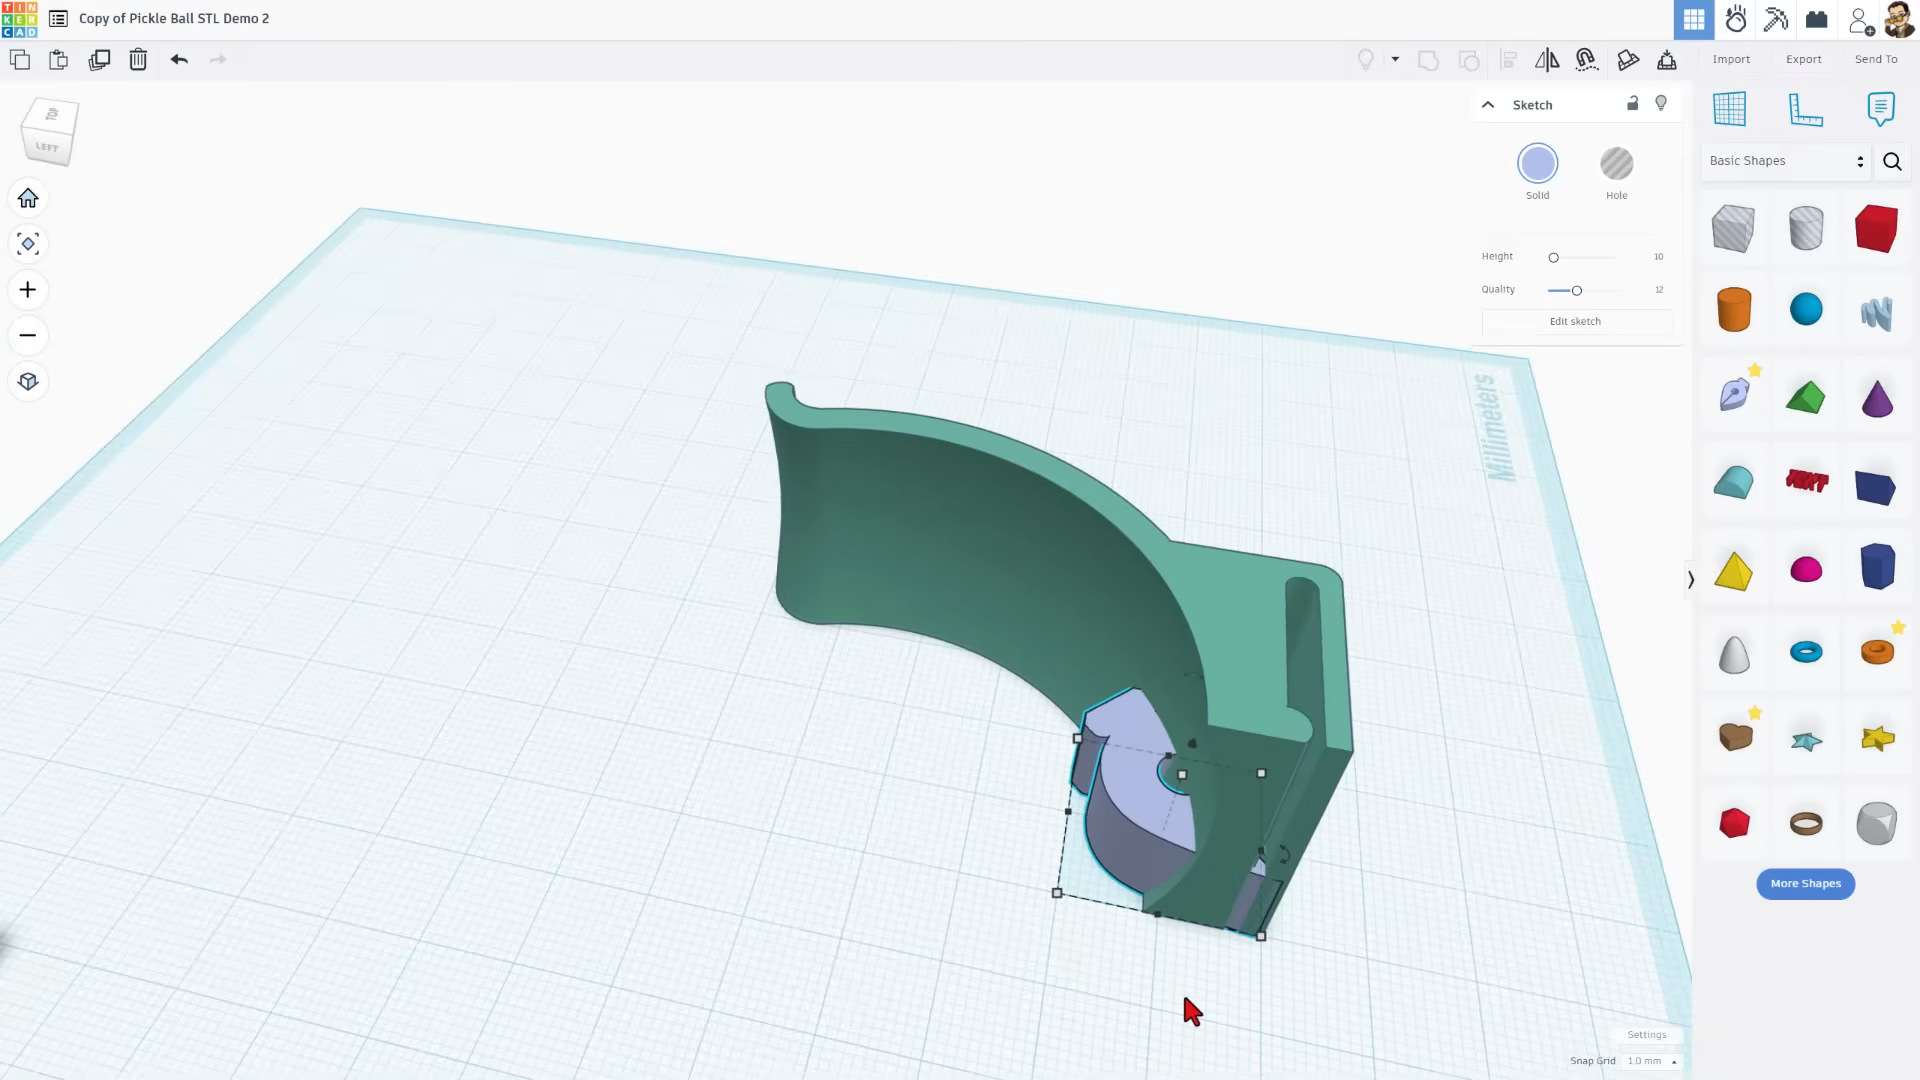 TIN
KER
CAD
Copy of Pickle Ball STL Demo 2
Import
Export
Send To
TOP
LEFT
Sketch
Solid
Hole
Height
10
Quality
12
Edit sketch
Basic Shapes
Millimeters
More Shapes
Settings
Snap Grid
1.0 mm